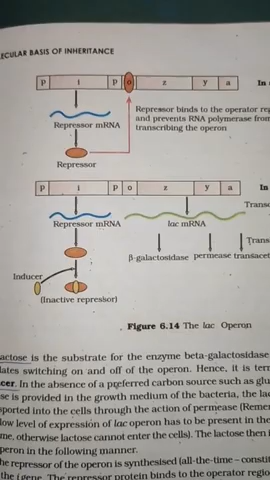 ECULAR BASIS OF INHERITANCE
p i p o z y a In
Repressor binds to the operator reg
and prevents RNA polymerase from
transcribing the operon
Repressor mRNA
Repressor
p i p o z y a In
Transc
Repressor mRNA lac mRNA
Trans
β-galactosidase permease transacet
Inducer
(Inactive repressor)
Figure 6.14 The lac Operon
actose is the substrate for the enzyme beta-galactosidase
lates switching on and off of the operon. Hence, it is term
cer. In the absence of a preferred carbon source such as glu
se is provided in the growth medium of the bacteria, the lac
sported into the cells through the action of permease (Remem
low level of expression of lac operon has to be present in the
me, otherwise lactose cannot enter the cells). The lactose then i
peron in the following manner.
he repressor of the operon is synthesised (all-the-time – constit
the i gene. The repressor protein binds to the operator region